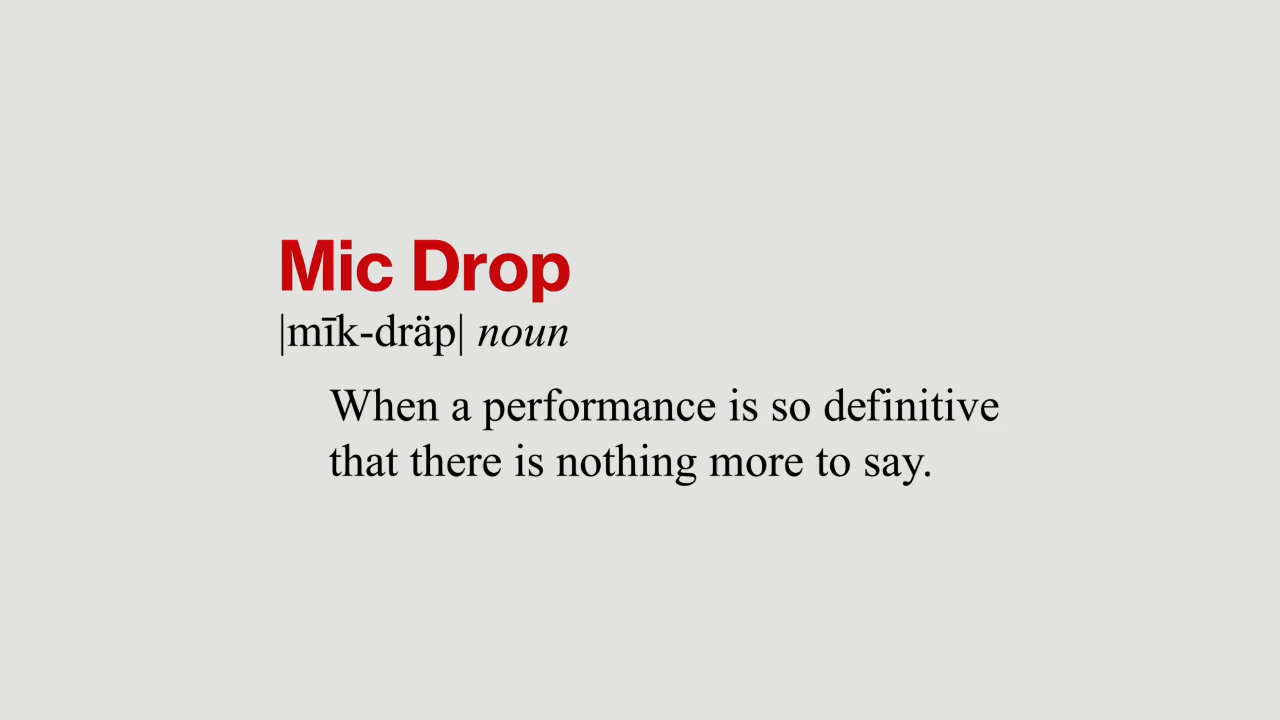 Mic Drop
|mīk-dräp| noun
When a performance is so definitive
that there is nothing more to say.